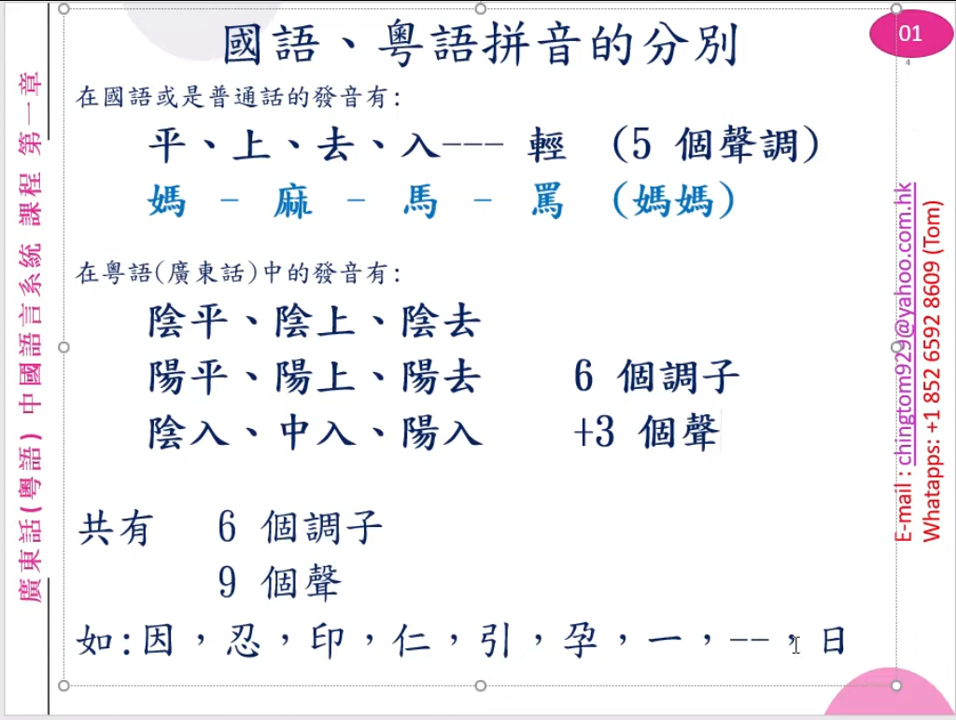 國語、粵語拼音的分別
01
4
在國語或是普通話的發音有:
平、上、去、入--- 輕 (5 個聲調)
媽 - 麻 - 馬 - 罵 (媽媽)
在粵語(廣東話)中的發音有:
陰平、陰上、陰去
陽平、陽上、陽去 6 個調子
陰入、中入、陽入 +3 個聲
共有 6 個調子
9 個聲
如:因,忍,印,仁,引,孕,一,--,日
廣東話(粵語) 中國語言系統 課程 第一章
E-mail : chingtom929@yahoo.com.hk
Whatapps: +1 852 6592 8609 (Tom)